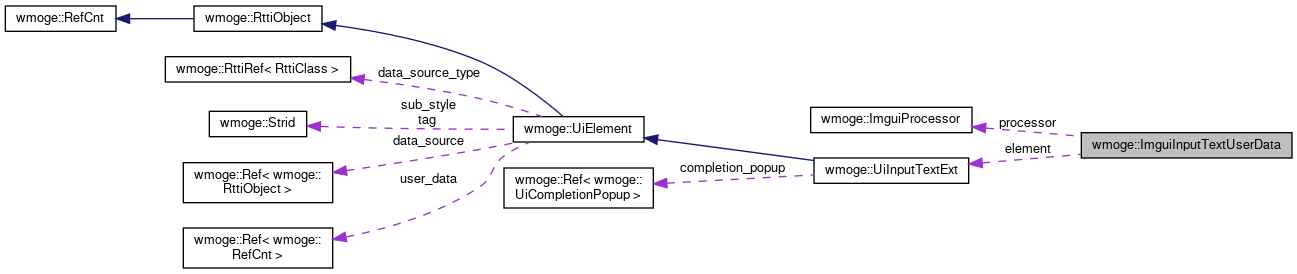 wmoge::RefCnt
wmoge::RttiObject
wmoge::RttiRef< RttiClass >
data_source_type
wmoge::Strid
sub_style
tag
wmoge::UiElement
data_source
wmoge::Ref< wmoge::
RttiObject >
user_data
wmoge::Ref< wmoge::
RefCnt >
wmoge::Ref< wmoge::
UiCompletionPopup >
completion_popup
wmoge::ImguiProcessor
wmoge::UiInputTextExt
processor
element
wmoge::ImguiInputTextUserData